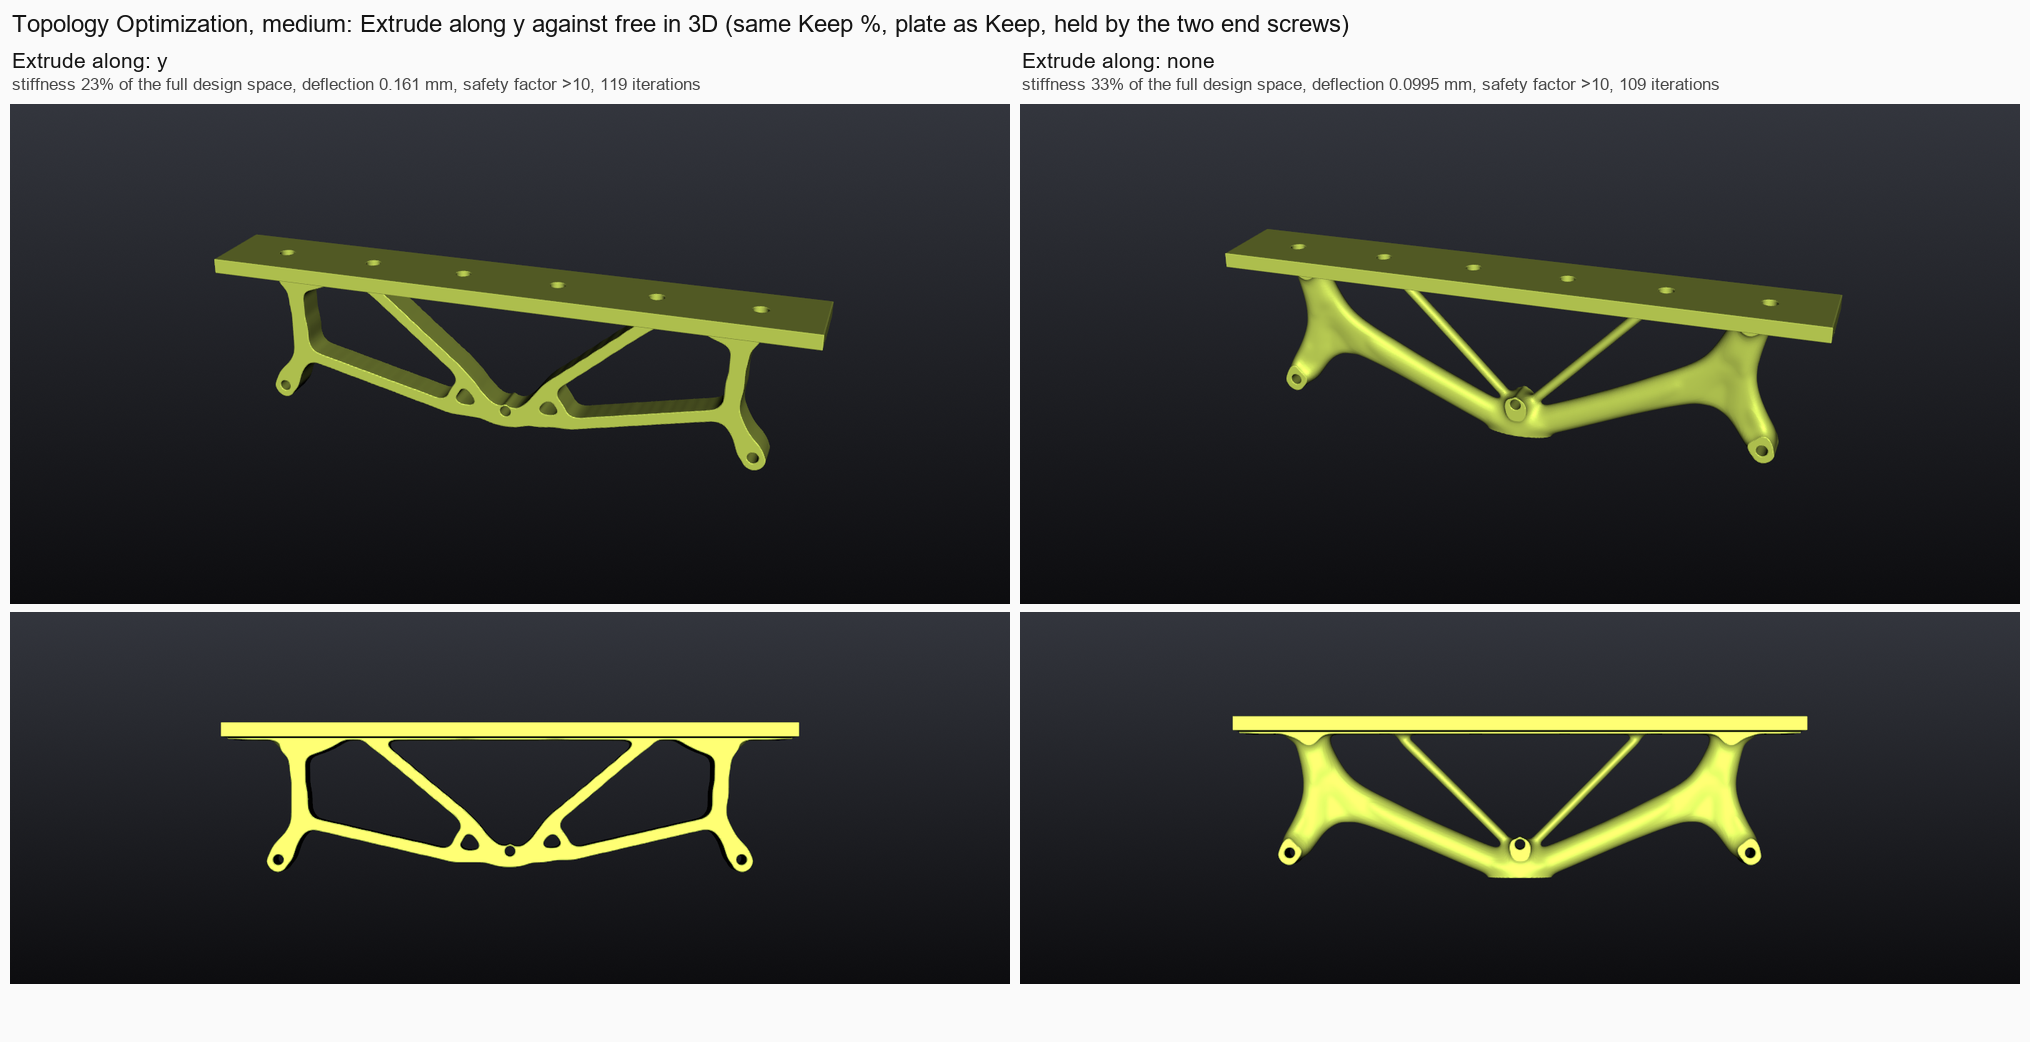 Topology Optimization, medium: Extrude along y against free in 3D (same Keep %, plate as Keep, held by the two end screws)
Extrude along: y
stiffness 23% of the full design space, deflection 0.161 mm, safety factor >10, 119 iterations
Extrude along: none
stiffness 33% of the full design space, deflection 0.0995 mm, safety factor >10, 109 iterations